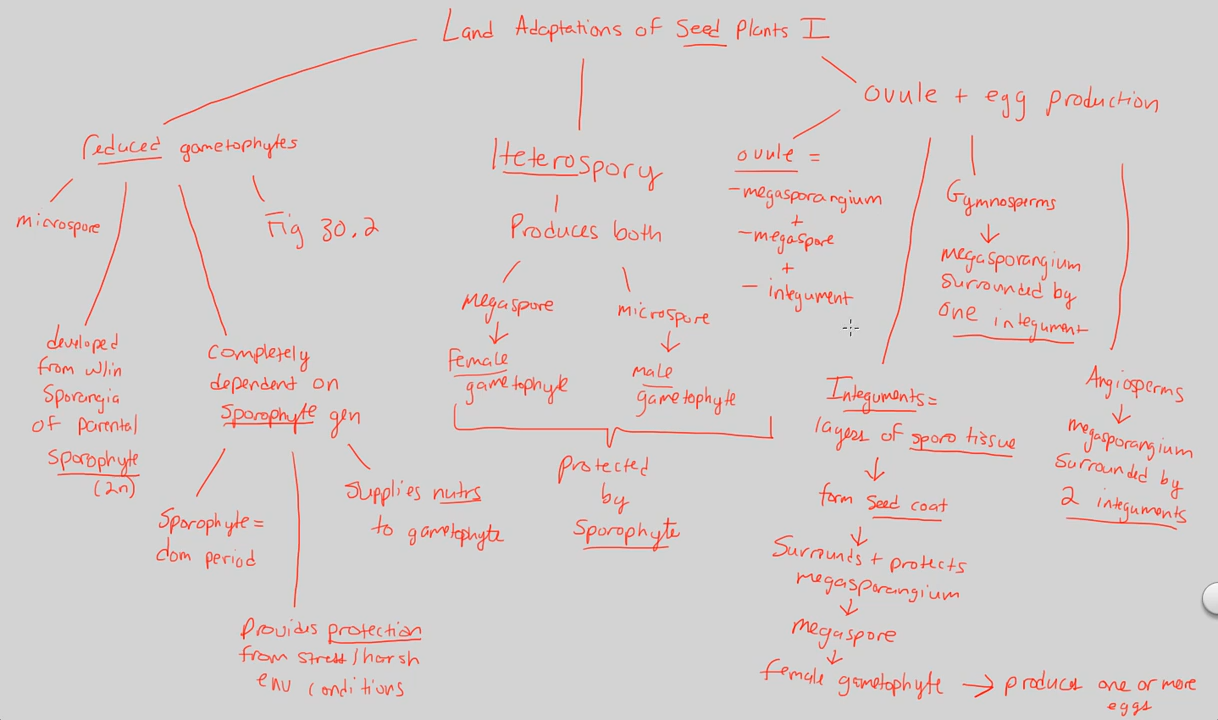 Land Adaptations of Seed Plants I
reduced gametophytes
microspore
Fig 30.2
developed
from w/in
Sporangia
of parental
Sporophyte
(2n)
Completely
dependent on
Sporophyte gen
Sporophyte =
dom period
Provides protection
from stress/harsh
env conditions
Supplies nutrs
to gametophyte
Heterospory
Produces both
Megaspore
Female
gametophyte
microspore
male
gametophyte
Protected
by
Sporophyte
ovule + egg production
ovule =
- megasporangium
+
- megaspore
+
- integument
Integuments =
layers of sporo tissue
form seed coat
Surrounds + protects
megasporangium
megaspore
female gametophyte → produces one or more
eggs
Gymnosperms
megasporangium
Surrounded by
one integument
Angiosperms
megasporangium
Surrounded by
2 integuments